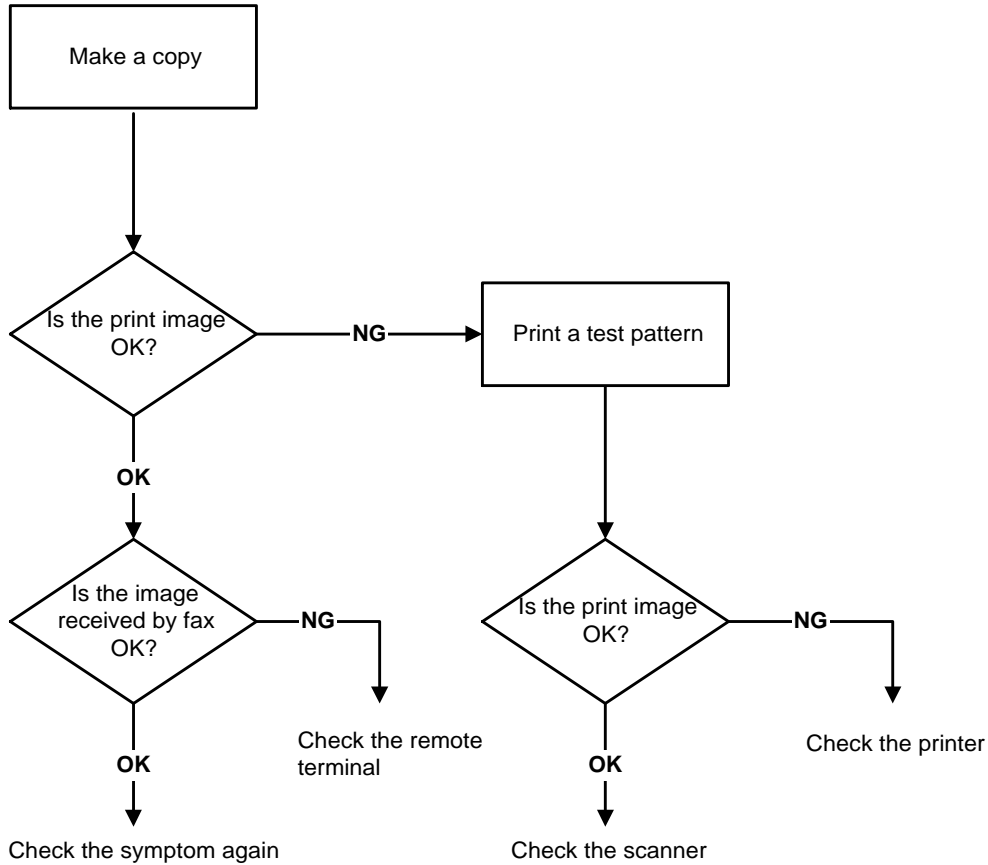 Make a copy
Is the print image
OK?
NG
Print a test pattern
OK
Is the image
received by fax
OK?
NG
Is the print image
OK?
NG
Check the remote
terminal
Check the printer
OK
OK
Check the symptom again
Check the scanner